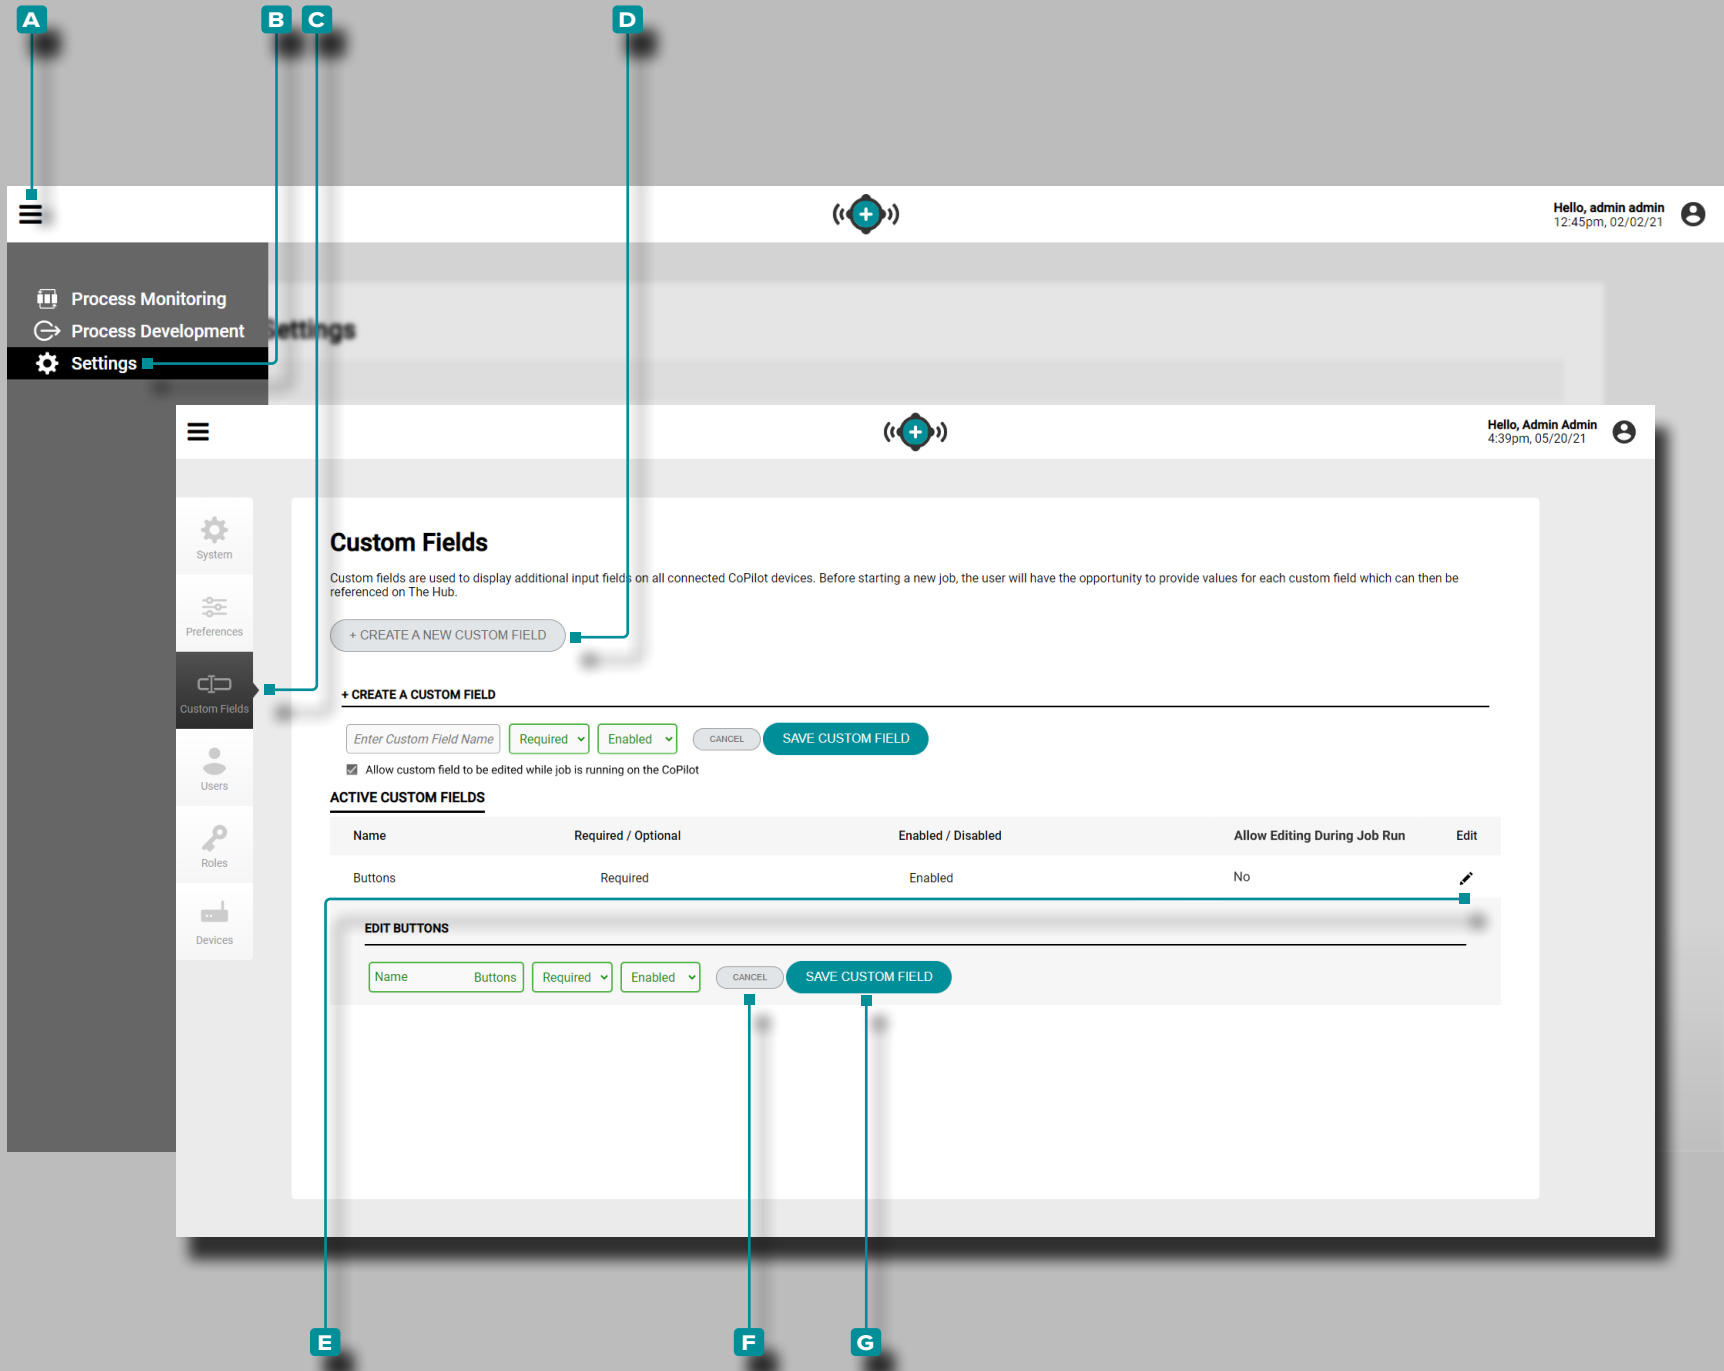 A
B
C
D
Hello, admin admin
12:45pm, 02/02/21
Process Monitoring
Process Development
Settings
Settings
Hello, Admin Admin
4:39pm, 05/20/21
System
Preferences
Custom Fields
Users
Roles
Devices
Custom Fields
Custom fields are used to display additional input fields on all connected CoPilot devices. Before starting a new job, the user will have the opportunity to provide values for each custom field which can then be
referenced on The Hub.
+ CREATE A NEW CUSTOM FIELD
+ CREATE A CUSTOM FIELD
Enter Custom Field Name Required Enabled CANCEL SAVE CUSTOM FIELD
Allow custom field to be edited while job is running on the CoPilot
ACTIVE CUSTOM FIELDS
Name Required / Optional Enabled / Disabled Allow Editing During Job Run Edit
Buttons Required Enabled No
EDIT BUTTONS
Name Buttons Required Enabled CANCEL SAVE CUSTOM FIELD
E
F
G